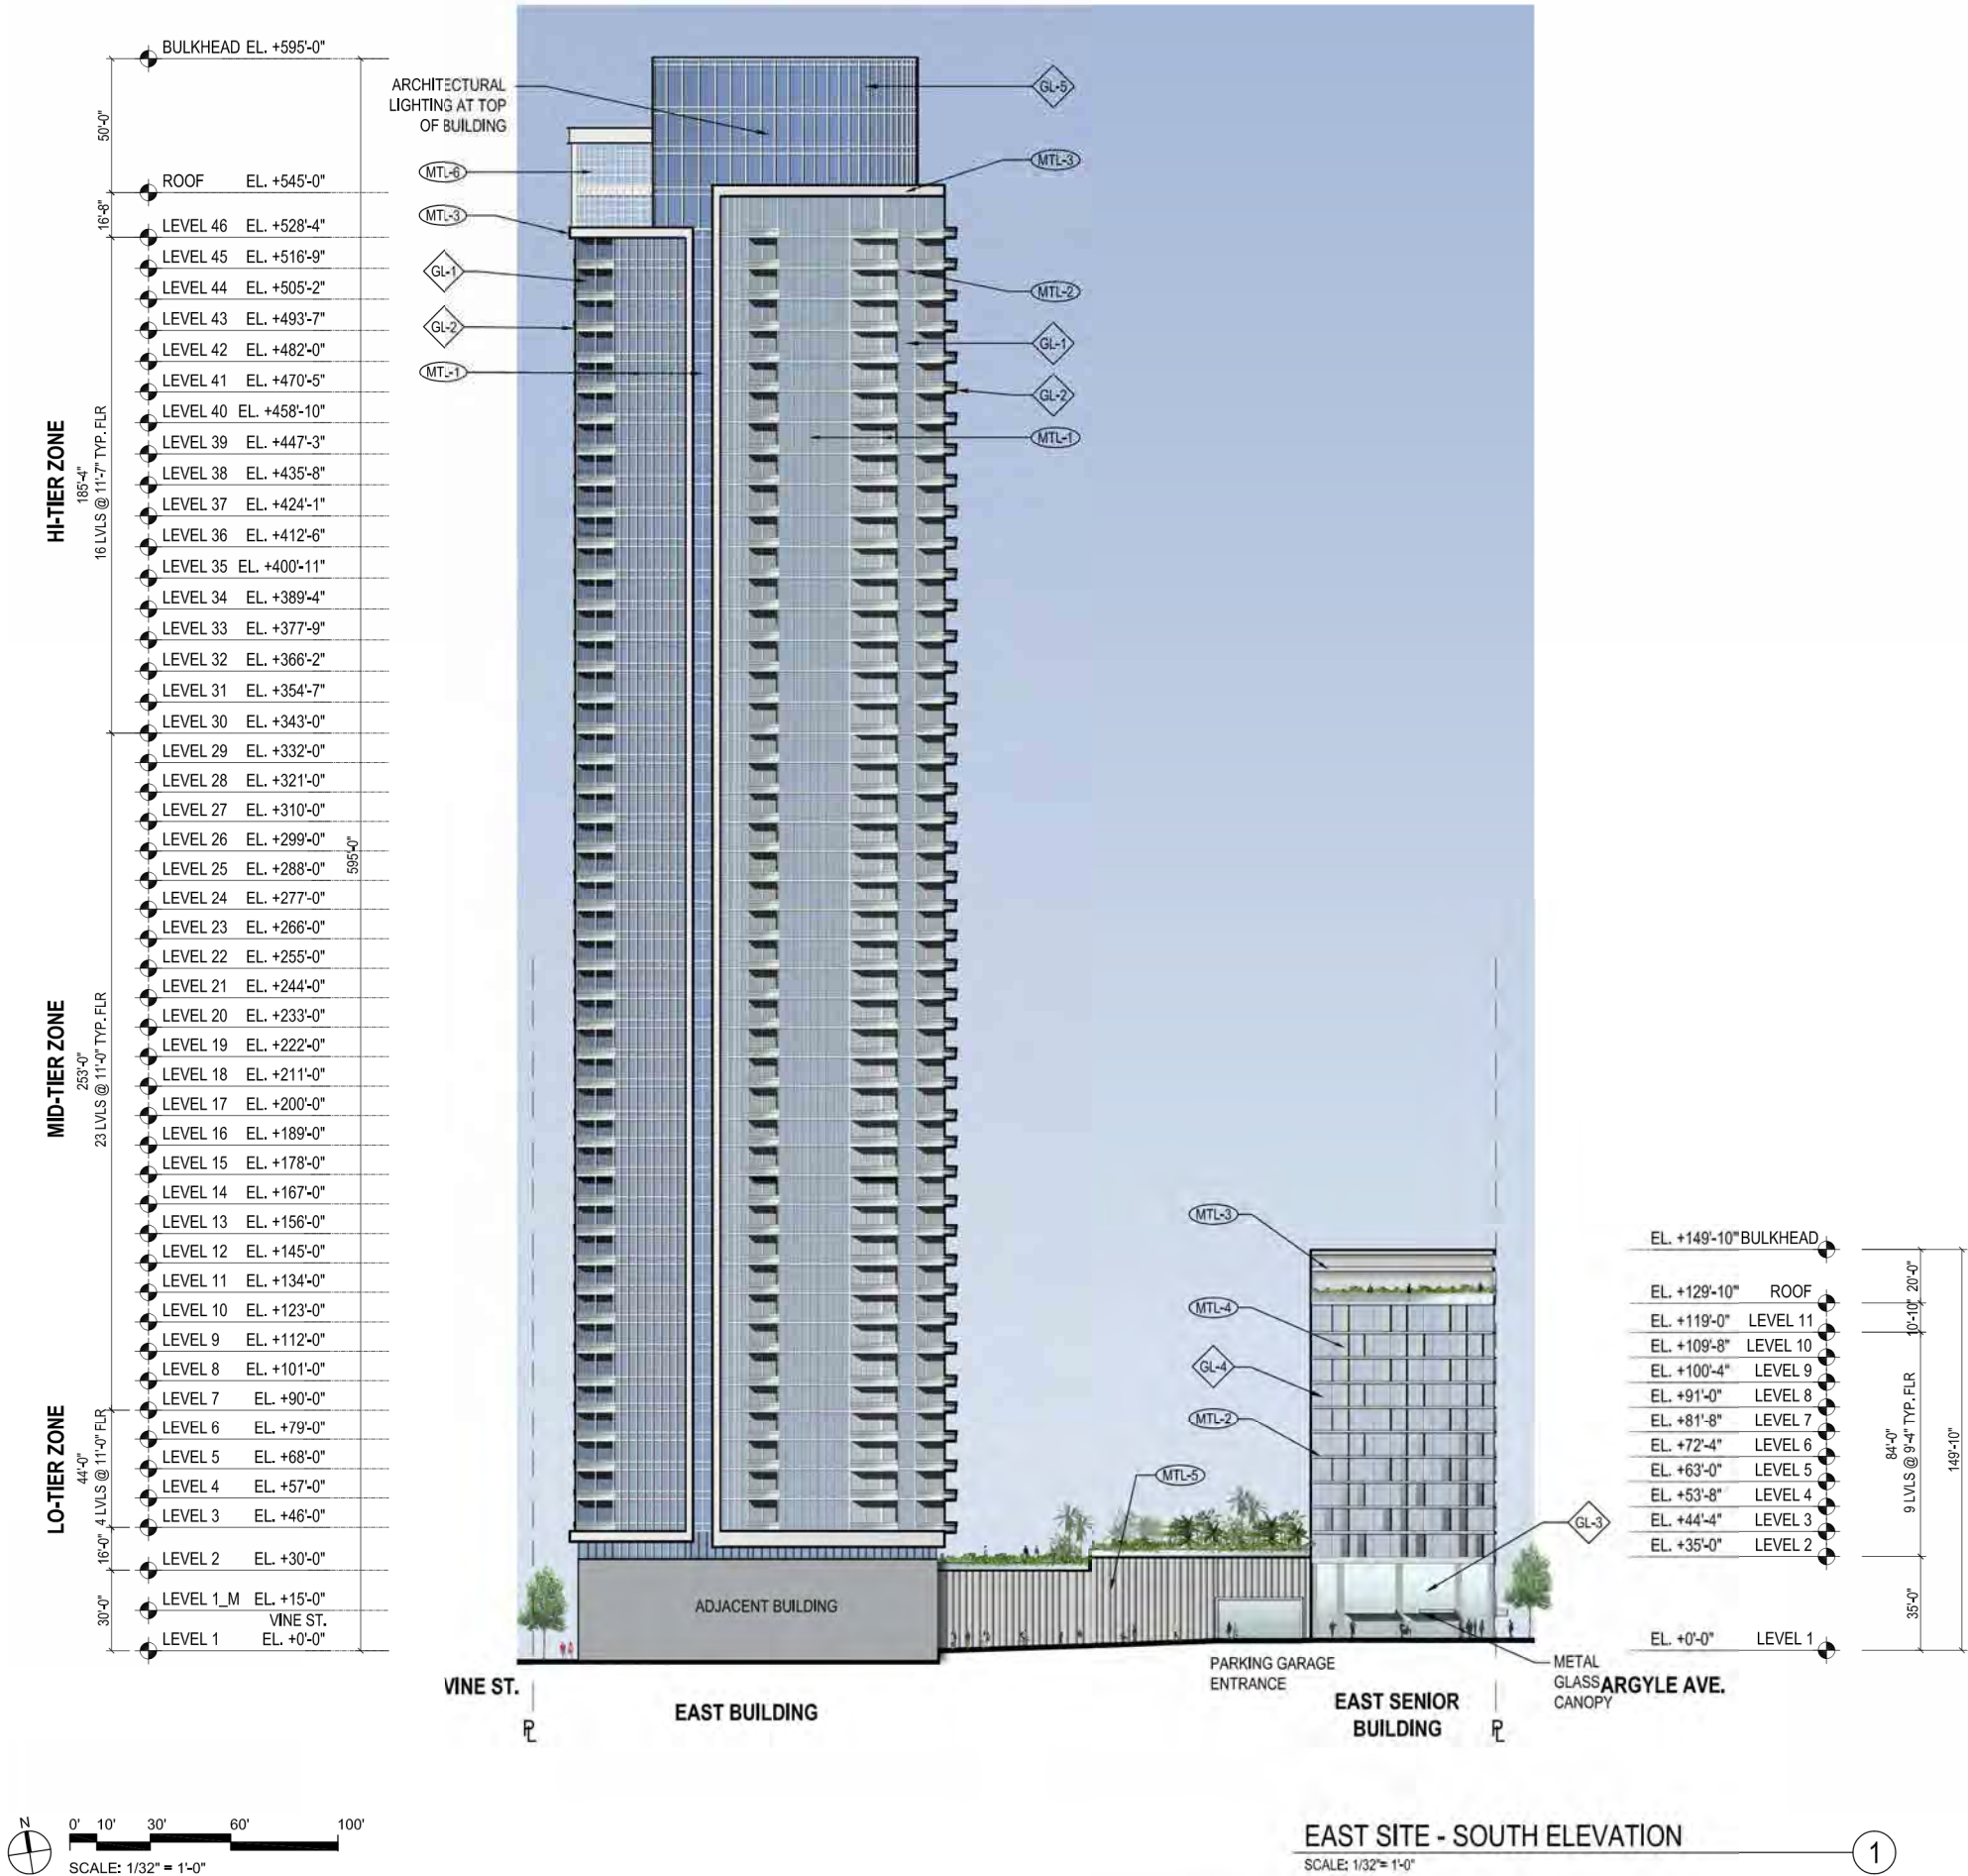 BULKHEAD EL. +595'-0"
50'-0"
ROOF EL. +545'-0"
16'-8"
LEVEL 46 EL. +528'-4"
LEVEL 45 EL. +516'-9"
LEVEL 44 EL. +505'-2"
LEVEL 43 EL. +493'-7"
LEVEL 42 EL. +482'-0"
LEVEL 41 EL. +470'-5"
LEVEL 40 EL. +458'-10"
LEVEL 39 EL. +447'-3"
LEVEL 38 EL. +435'-8"
LEVEL 37 EL. +424'-1"
LEVEL 36 EL. +412'-6"
LEVEL 35 EL. +400'-11"
LEVEL 34 EL. +389'-4"
LEVEL 33 EL. +377'-9"
LEVEL 32 EL. +366'-2"
LEVEL 31 EL. +354'-7"
LEVEL 30 EL. +343'-0"
LEVEL 29 EL. +332'-0"
LEVEL 28 EL. +321'-0"
LEVEL 27 EL. +310'-0"
LEVEL 26 EL. +299'-0"
LEVEL 25 EL. +288'-0"
LEVEL 24 EL. +277'-0"
LEVEL 23 EL. +266'-0"
LEVEL 22 EL. +255'-0"
LEVEL 21 EL. +244'-0"
LEVEL 20 EL. +233'-0"
LEVEL 19 EL. +222'-0"
LEVEL 18 EL. +211'-0"
LEVEL 17 EL. +200'-0"
LEVEL 16 EL. +189'-0"
LEVEL 15 EL. +178'-0"
LEVEL 14 EL. +167'-0"
LEVEL 13 EL. +156'-0"
LEVEL 12 EL. +145'-0"
LEVEL 11 EL. +134'-0"
LEVEL 10 EL. +123'-0"
LEVEL 9 EL. +112'-0"
LEVEL 8 EL. +101'-0"
LEVEL 7 EL. +90'-0"
LEVEL 6 EL. +79'-0"
LEVEL 5 EL. +68'-0"
LEVEL 4 EL. +57'-0"
LEVEL 3 EL. +46'-0"
LEVEL 2 EL. +30'-0"
LEVEL 1_M EL. +15'-0"
VINE ST.
LEVEL 1 EL. +0'-0"
HI-TIER ZONE
185'-4"
16 LVLS @ 11'-7" TYP. FLR
MID-TIER ZONE
253'-0"
23 LVLS @ 11'-0" TYP. FLR
LO-TIER ZONE
44'-0"
4 LVLS @ 11'-0" FLR
16'-0"
30'-0"
595'-0"
ARCHITECTURAL
LIGHTING AT TOP
OF BUILDING
MTL-6
MTL-3
GL-1
GL-2
MTL-1
GL-5
MTL-3
MTL-2
GL-1
GL-2
MTL-1
MTL-3
MTL-4
GL-4
MTL-2
MTL-5
GL-3
ADJACENT BUILDING
EL. +149'-10" BULKHEAD
EL. +129'-10" ROOF
EL. +119'-0" LEVEL 11
EL. +109'-8" LEVEL 10
EL. +100'-4" LEVEL 9
EL. +91'-0" LEVEL 8
EL. +81'-8" LEVEL 7
EL. +72'-4" LEVEL 6
EL. +63'-0" LEVEL 5
EL. +53'-8" LEVEL 4
EL. +44'-4" LEVEL 3
EL. +35'-0" LEVEL 2
EL. +0'-0" LEVEL 1
20'-0"
10'-10"
84'-0"
9 LVLS @ 9'-4" TYP. FLR
35'-0"
149'-10"
VINE ST.
PL
EAST BUILDING
PARKING GARAGE
ENTRANCE
EAST SENIOR
BUILDING
PL
METAL
GLASS
CANOPY
ARGYLE AVE.
N
0' 10' 30' 60' 100'
SCALE: 1/32" = 1'-0"
EAST SITE - SOUTH ELEVATION
SCALE: 1/32"= 1'-0"
1